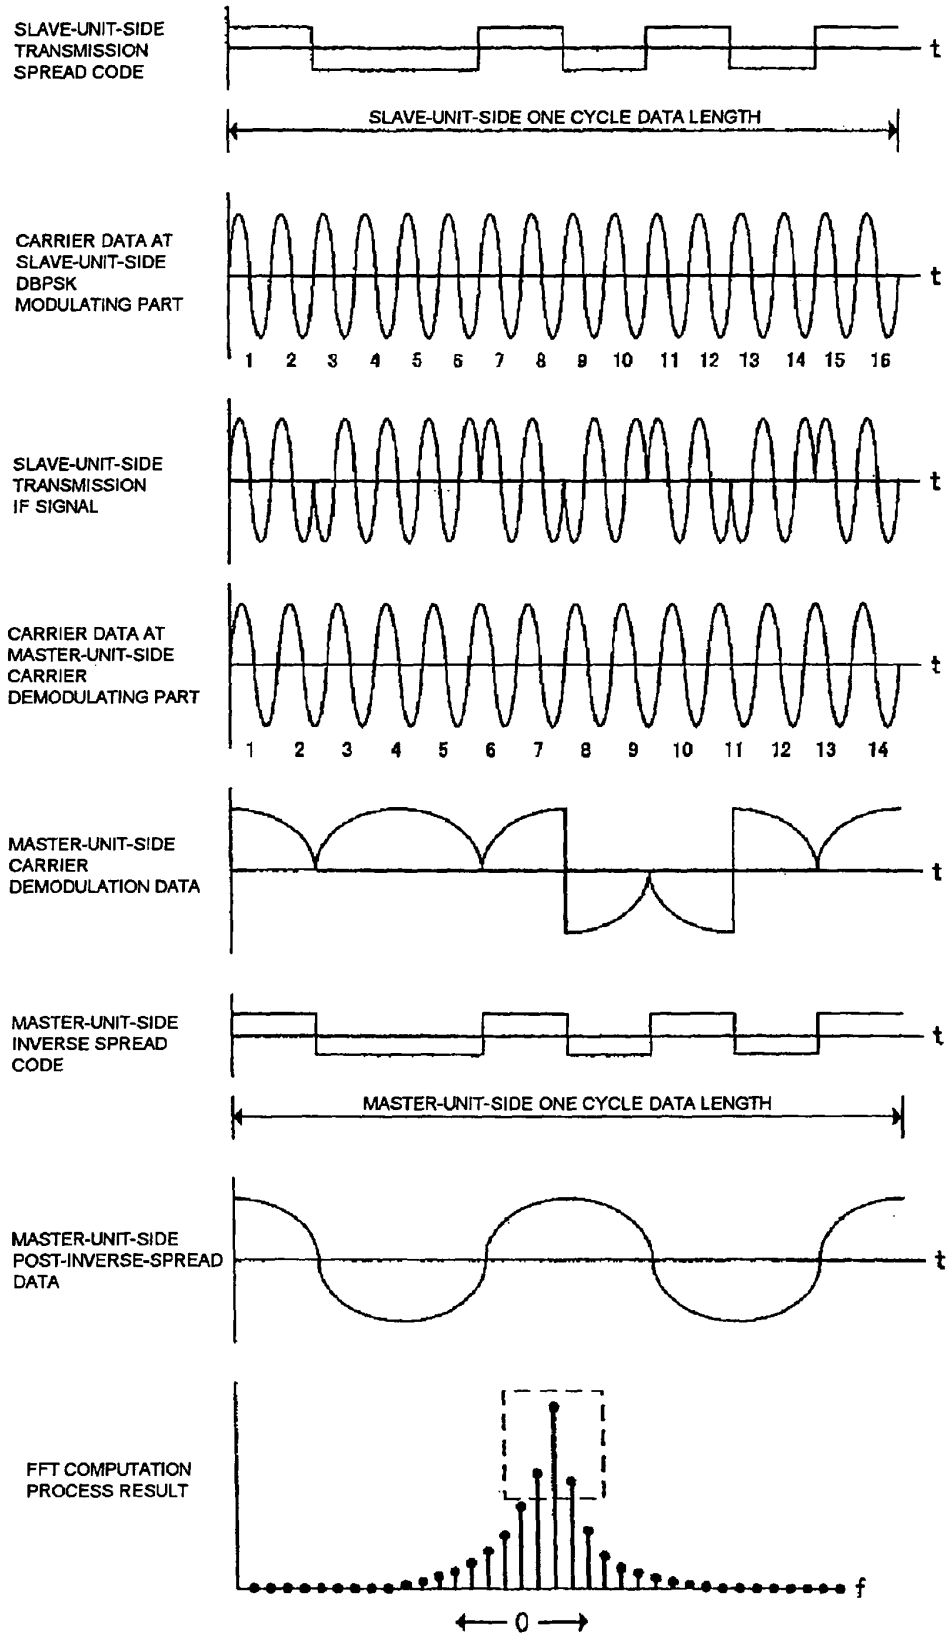 SLAVE-UNIT-SIDE
TRANSMISSION
SPREAD CODE
t
SLAVE-UNIT-SIDE ONE CYCLE DATA LENGTH
CARRIER DATA AT
SLAVE-UNIT-SIDE
DBPSK
MODULATING PART
t
1 2 3 4 5 6 7 8 9 10 11 12 13 14 15 16
SLAVE-UNIT-SIDE
TRANSMISSION
IF SIGNAL
t
CARRIER DATA AT
MASTER-UNIT-SIDE
CARRIER
DEMODULATING PART
t
1 2 3 4 5 6 7 8 9 10 11 12 13 14
MASTER-UNIT-SIDE
CARRIER
DEMODULATION DATA
t
MASTER-UNIT-SIDE
INVERSE SPREAD
CODE
t
MASTER-UNIT-SIDE ONE CYCLE DATA LENGTH
MASTER-UNIT-SIDE
POST-INVERSE-SPREAD
DATA
t
FFT COMPUTATION
PROCESS RESULT
f
0